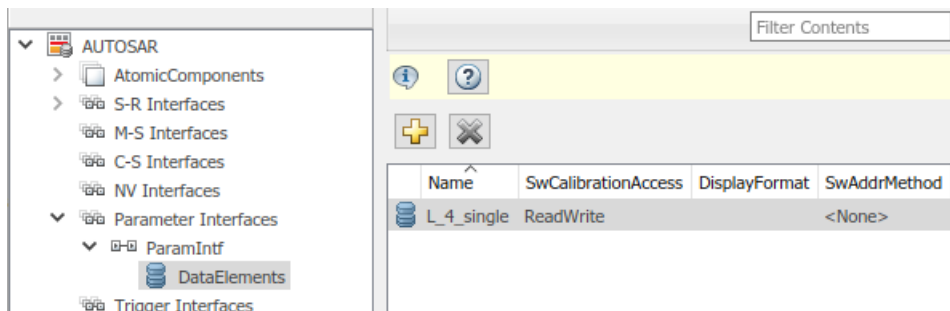 Filter Contents
AUTOSAR
AtomicComponents
S-R Interfaces
M-S Interfaces
C-S Interfaces
NV Interfaces
Parameter Interfaces
ParamIntf
DataElements
Trigger Interfaces
Name SwCalibrationAccess DisplayFormat SwAddrMethod
L_4_single ReadWrite <None>